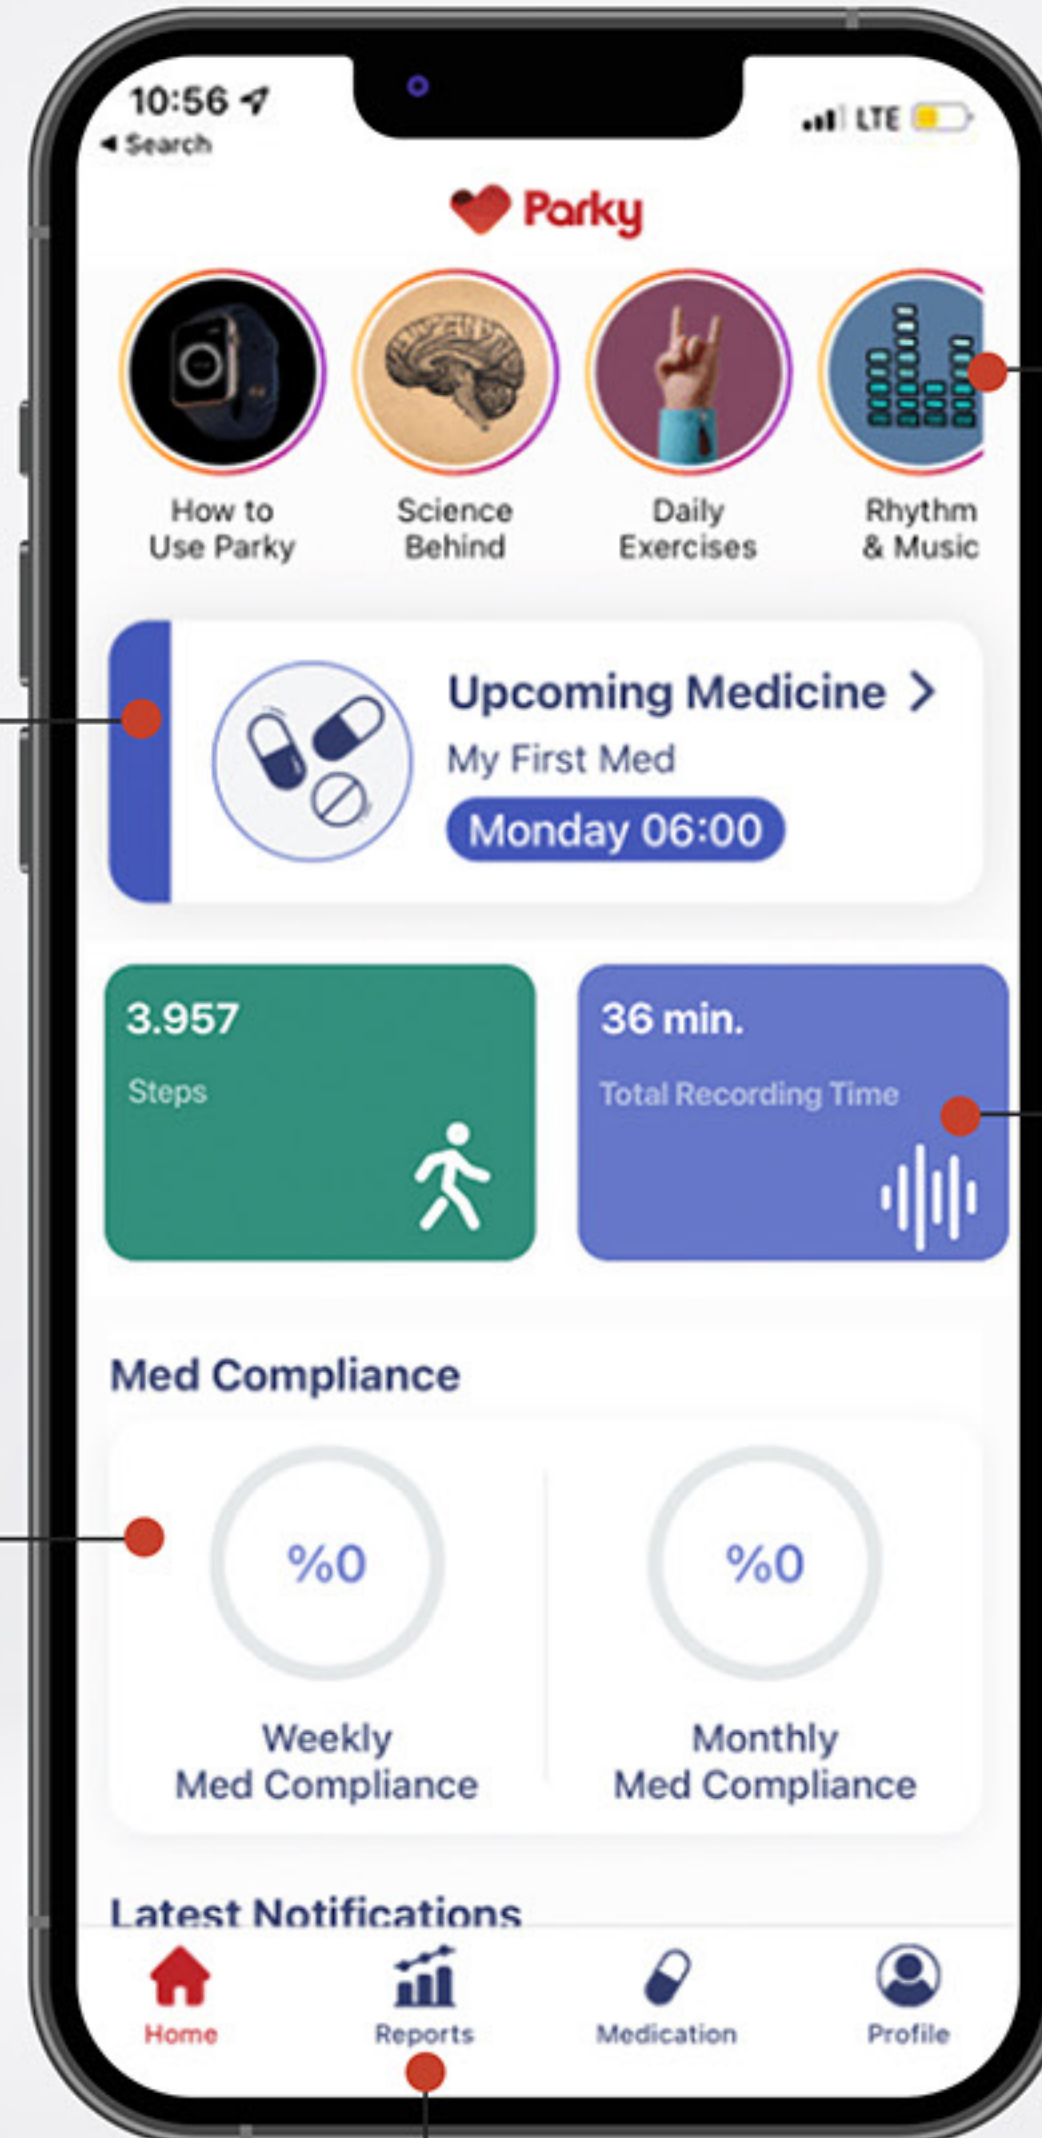 10:56
Search
LTE
Parky
How to
Use Parky
Science
Behind
Daily
Exercises
Rhythm
& Music
Upcoming Medicine
My First Med
Monday 06:00
3.957
Steps
36 min.
Total Recording Time
Med Compliance
%0
Weekly
Med Compliance
%0
Monthly
Med Compliance
Latest Notifications
Home
Reports
Medication
Profile